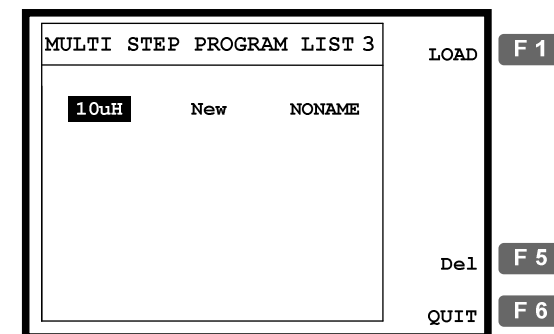 MULTI STEP PROGRAM LIST 3
LOAD F 1
10uH New NONAME
Del F 5
QUIT F 6